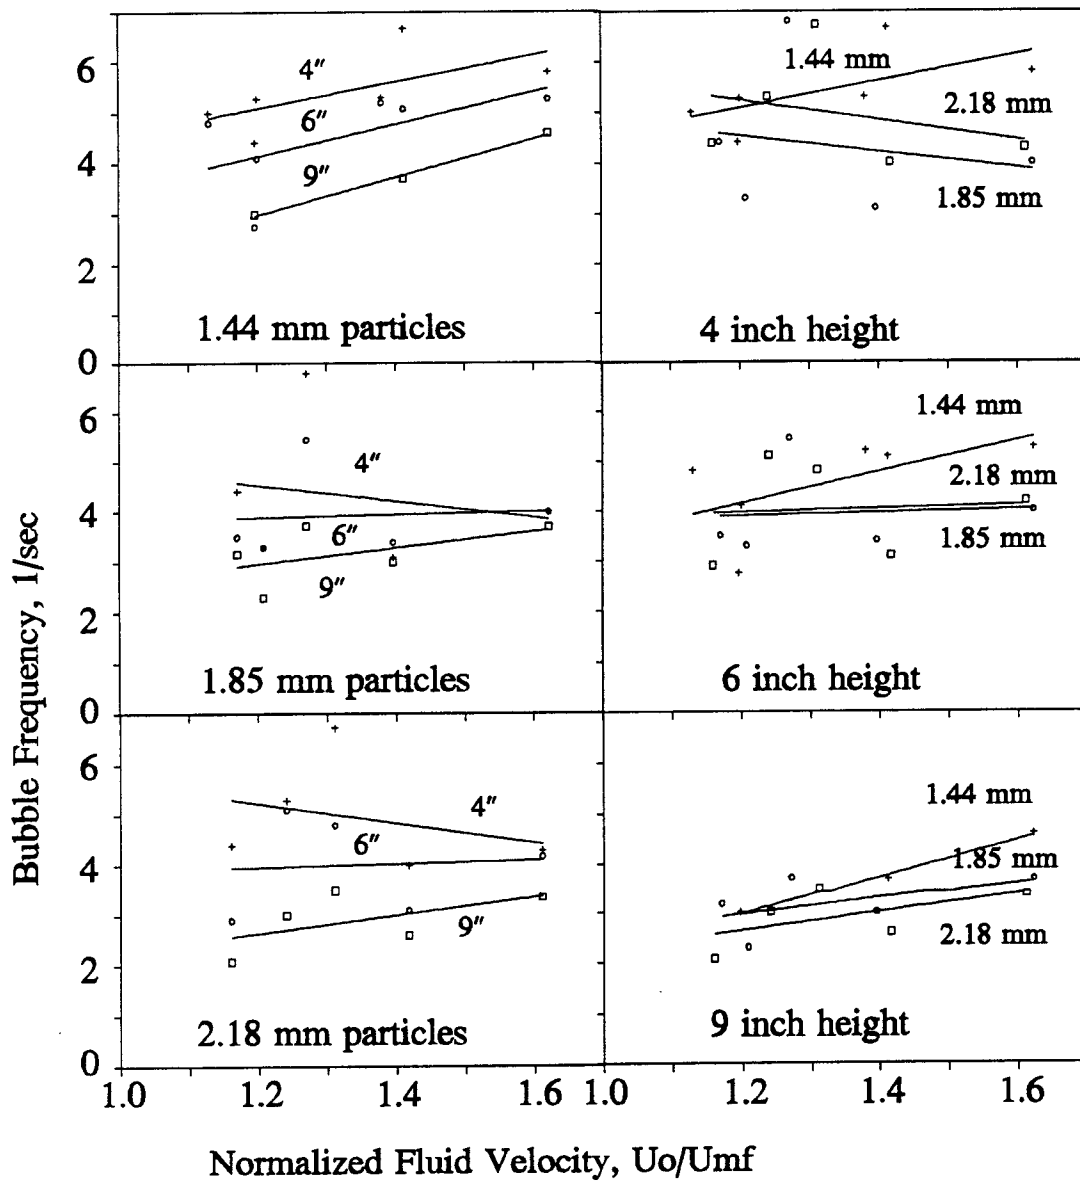 6
4
2
0
4″
6″
9″
1.44 mm particles
1.44 mm
2.18 mm
1.85 mm
4 inch height
6
4
2
0
4″
6″
9″
1.85 mm particles
1.44 mm
2.18 mm
1.85 mm
6 inch height
6
4
2
0
4″
6″
9″
2.18 mm particles
1.44 mm
1.85 mm
2.18 mm
9 inch height
1.0 1.2 1.4 1.6 1.0 1.2 1.4 1.6
Bubble Frequency, 1/sec
Normalized Fluid Velocity, Uo/Umf